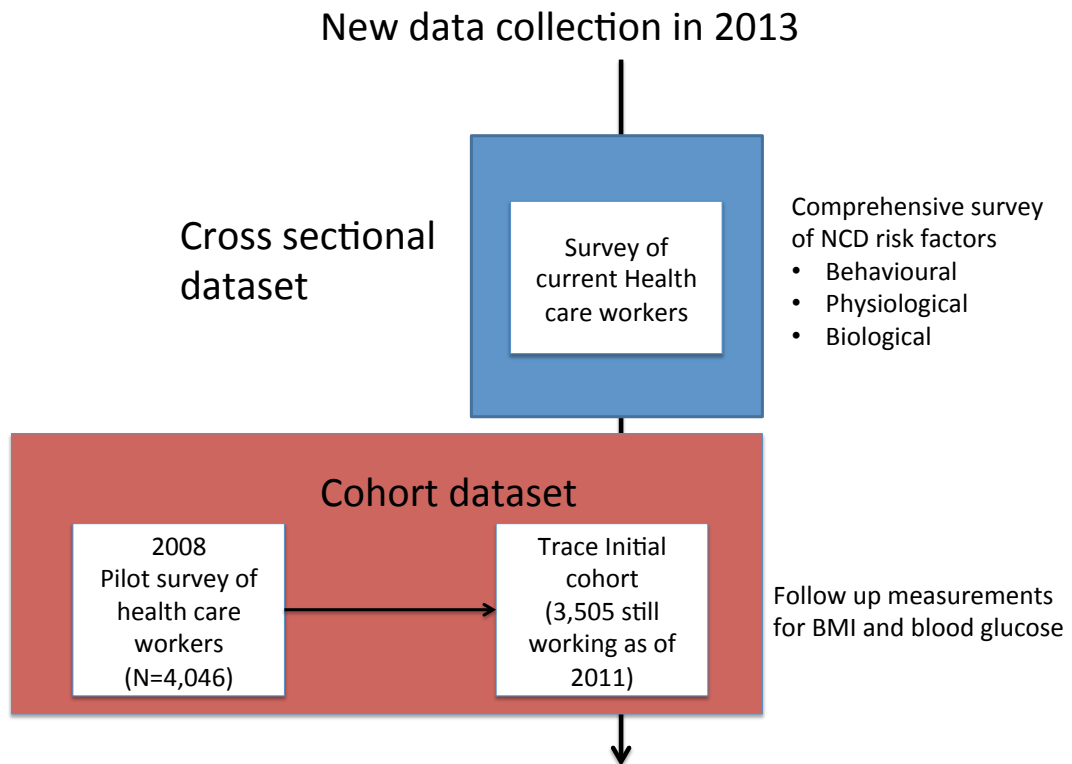 New data collection in 2013
Cross sectional
dataset
Survey of
current Health
care workers
Comprehensive survey
of NCD risk factors
• Behavioural
• Physiological
• Biological
Cohort dataset
2008
Pilot survey of
health care
workers
(N=4,046)
Trace Initial
cohort
(3,505 still
working as of
2011)
Follow up measurements
for BMI and blood glucose